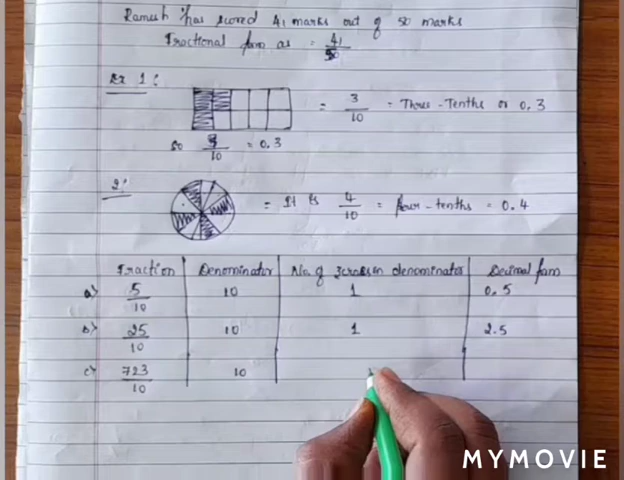 Ramesh has scored 41 marks out of 50 marks
Fractional form as = 41/50
Ex 1:
= 3/10 = Three-Tenths or 0.3
so 3/10 = 0.3
2.
= It is 4/10 = four-tenths = 0.4
Fraction Denominator No. of zeroes in denominator Decimal form
a) 5/10 10 1 0.5
b) 25/10 10 1 2.5
c) 723/10 10
MYMOVIE